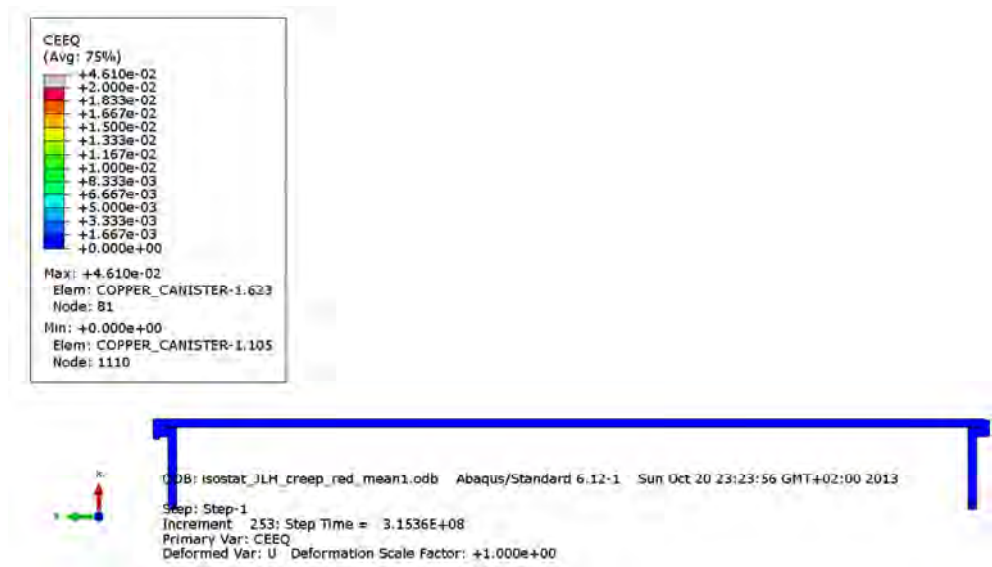 CEEQ
(Avg: 75%)
+4.610e-02
+2.000e-02
+1.833e-02
+1.667e-02
+1.500e-02
+1.333e-02
+1.167e-02
+1.000e-02
+8.333e-03
+6.667e-03
+5.000e-03
+3.333e-03
+1.667e-03
+0.000e+00
Max: +4.610e-02
Elem: COPPER_CANISTER-1.623
Node: 81
Min: +0.000e+00
Elem: COPPER_CANISTER-1.105
Node: 1110
ODB: isostat_JLH_creep_red_mean1.odb Abaqus/Standard 6.12-1 Sun Oct 20 23:23:56 GMT+02:00 2013
Step: Step-1
Increment 253: Step Time = 3.1536E+08
Primary Var: CEEQ
Deformed Var: U Deformation Scale Factor: +1.000e+00